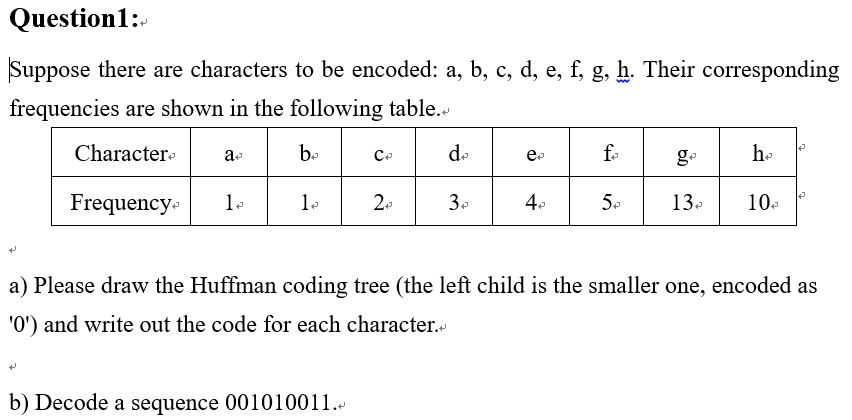 Question1:
Suppose there are characters to be encoded: a, b, c, d, e, f, g, h. Their corresponding
frequencies are shown in the following table.
Character a b c d e f g h
Frequency 1 1 2 3 4 5 13 10
a) Please draw the Huffman coding tree (the left child is the smaller one, encoded as
'0') and write out the code for each character.
b) Decode a sequence 001010011.